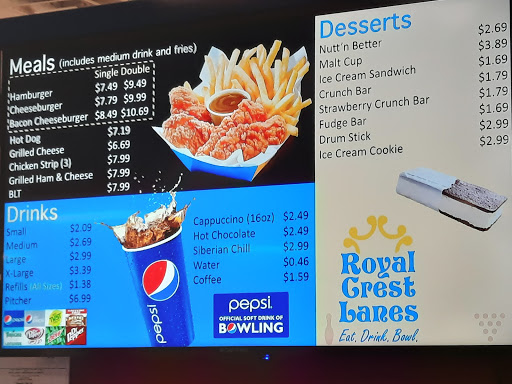 Meals (includes medium drink and fries)
Single Double
Hamburger $7.49 $9.49
Cheeseburger $7.79 $9.99
Bacon Cheeseburger $8.49 $10.69
Hot Dog $7.19
Grilled Cheese $6.69
Chicken Strip (3) $7.99
Grilled Ham & Cheese $7.99
BLT $7.99
Drinks
Small $2.09
Medium $2.69
Large $2.99
X-Large $3.39
Refills (All Sizes) $1.38
Pitcher $6.99
pepsi
Cappuccino (16oz) $2.49
Hot Chocolate $2.49
Siberian Chill $2.99
Water $0.46
Coffee $1.59
pepsi.
OFFICIAL SOFT DRINK OF
BOWLING
Desserts
Nutt'n Better $2.69
Malt Cup $3.89
Ice Cream Sandwich $1.69
Crunch Bar $1.79
Strawberry Crunch Bar $1.79
Fudge Bar $1.69
Drum Stick $2.99
Ice Cream Cookie $2.99
Royal
Crest
Lanes
Eat. Drink. Bowl.